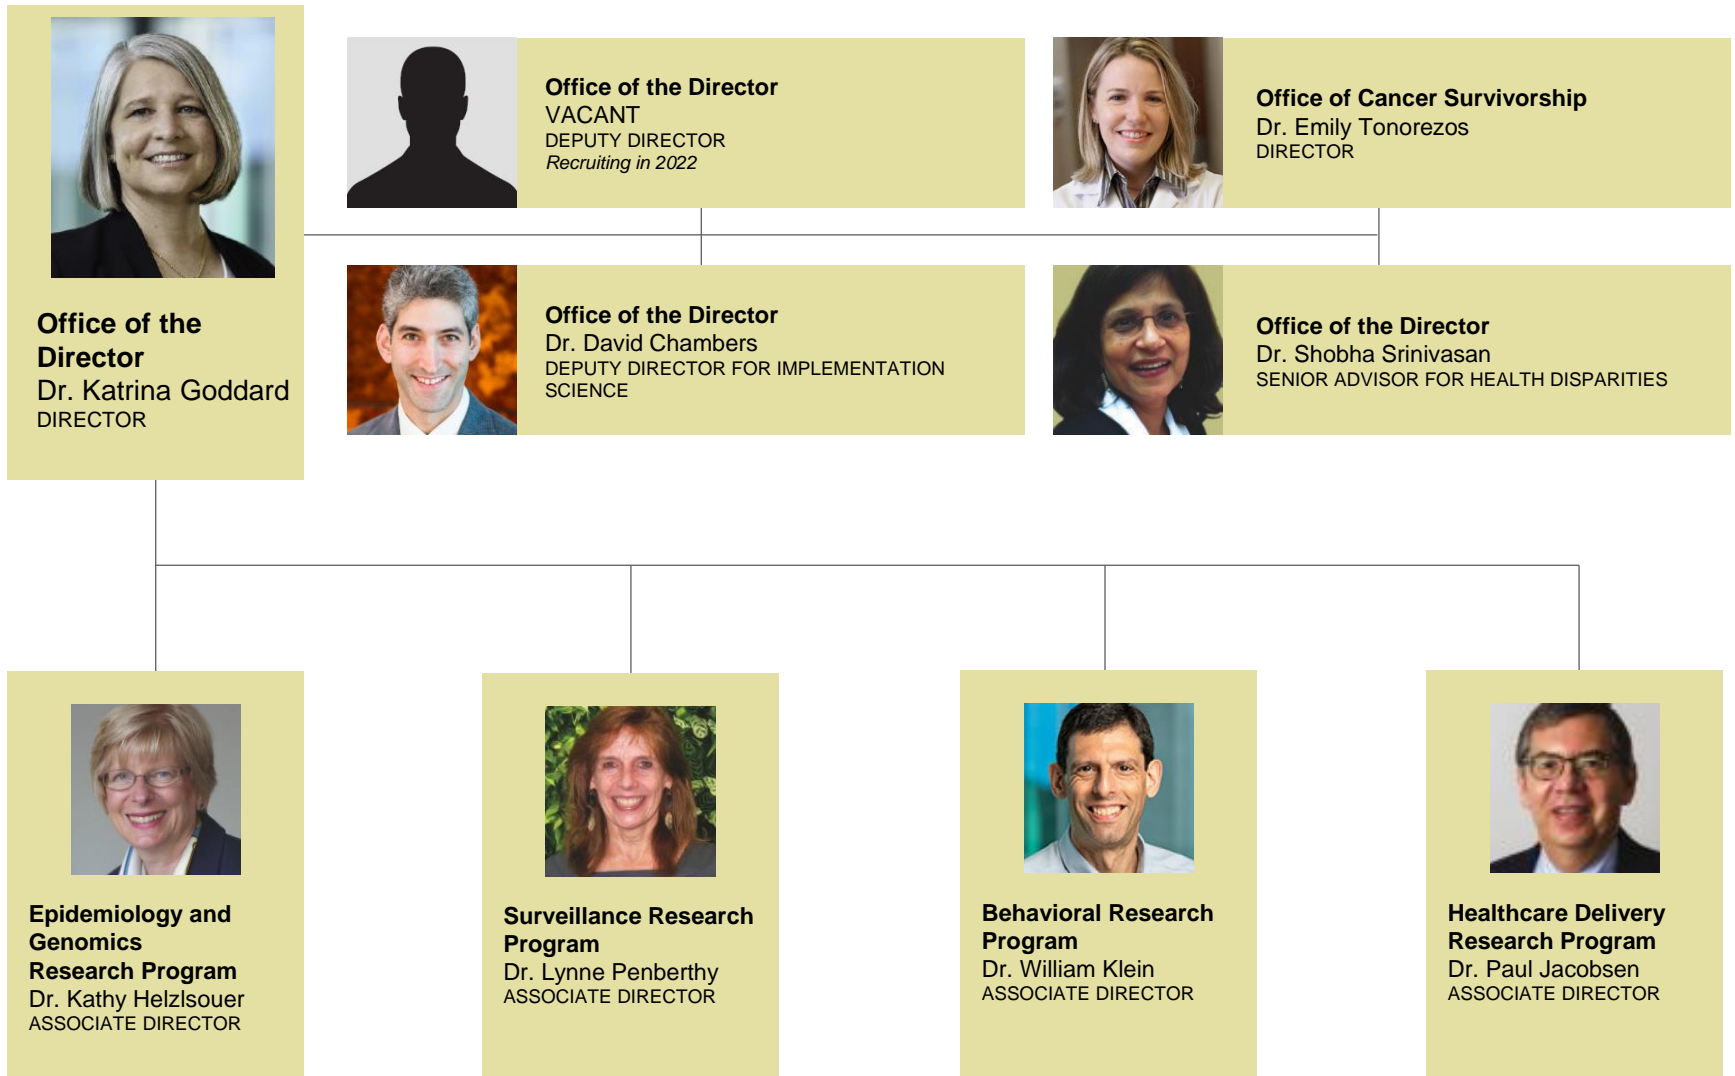 Office of the
Director
Dr. Katrina Goddard
DIRECTOR
Office of the Director
VACANT
DEPUTY DIRECTOR
Recruiting in 2022
Office of Cancer Survivorship
Dr. Emily Tonorezos
DIRECTOR
Office of the Director
Dr. David Chambers
DEPUTY DIRECTOR FOR IMPLEMENTATION
SCIENCE
Office of the Director
Dr. Shobha Srinivasan
SENIOR ADVISOR FOR HEALTH DISPARITIES
Epidemiology and
Genomics
Research Program
Dr. Kathy Helzlsouer
ASSOCIATE DIRECTOR
Surveillance Research
Program
Dr. Lynne Penberthy
ASSOCIATE DIRECTOR
Behavioral Research
Program
Dr. William Klein
ASSOCIATE DIRECTOR
Healthcare Delivery
Research Program
Dr. Paul Jacobsen
ASSOCIATE DIRECTOR